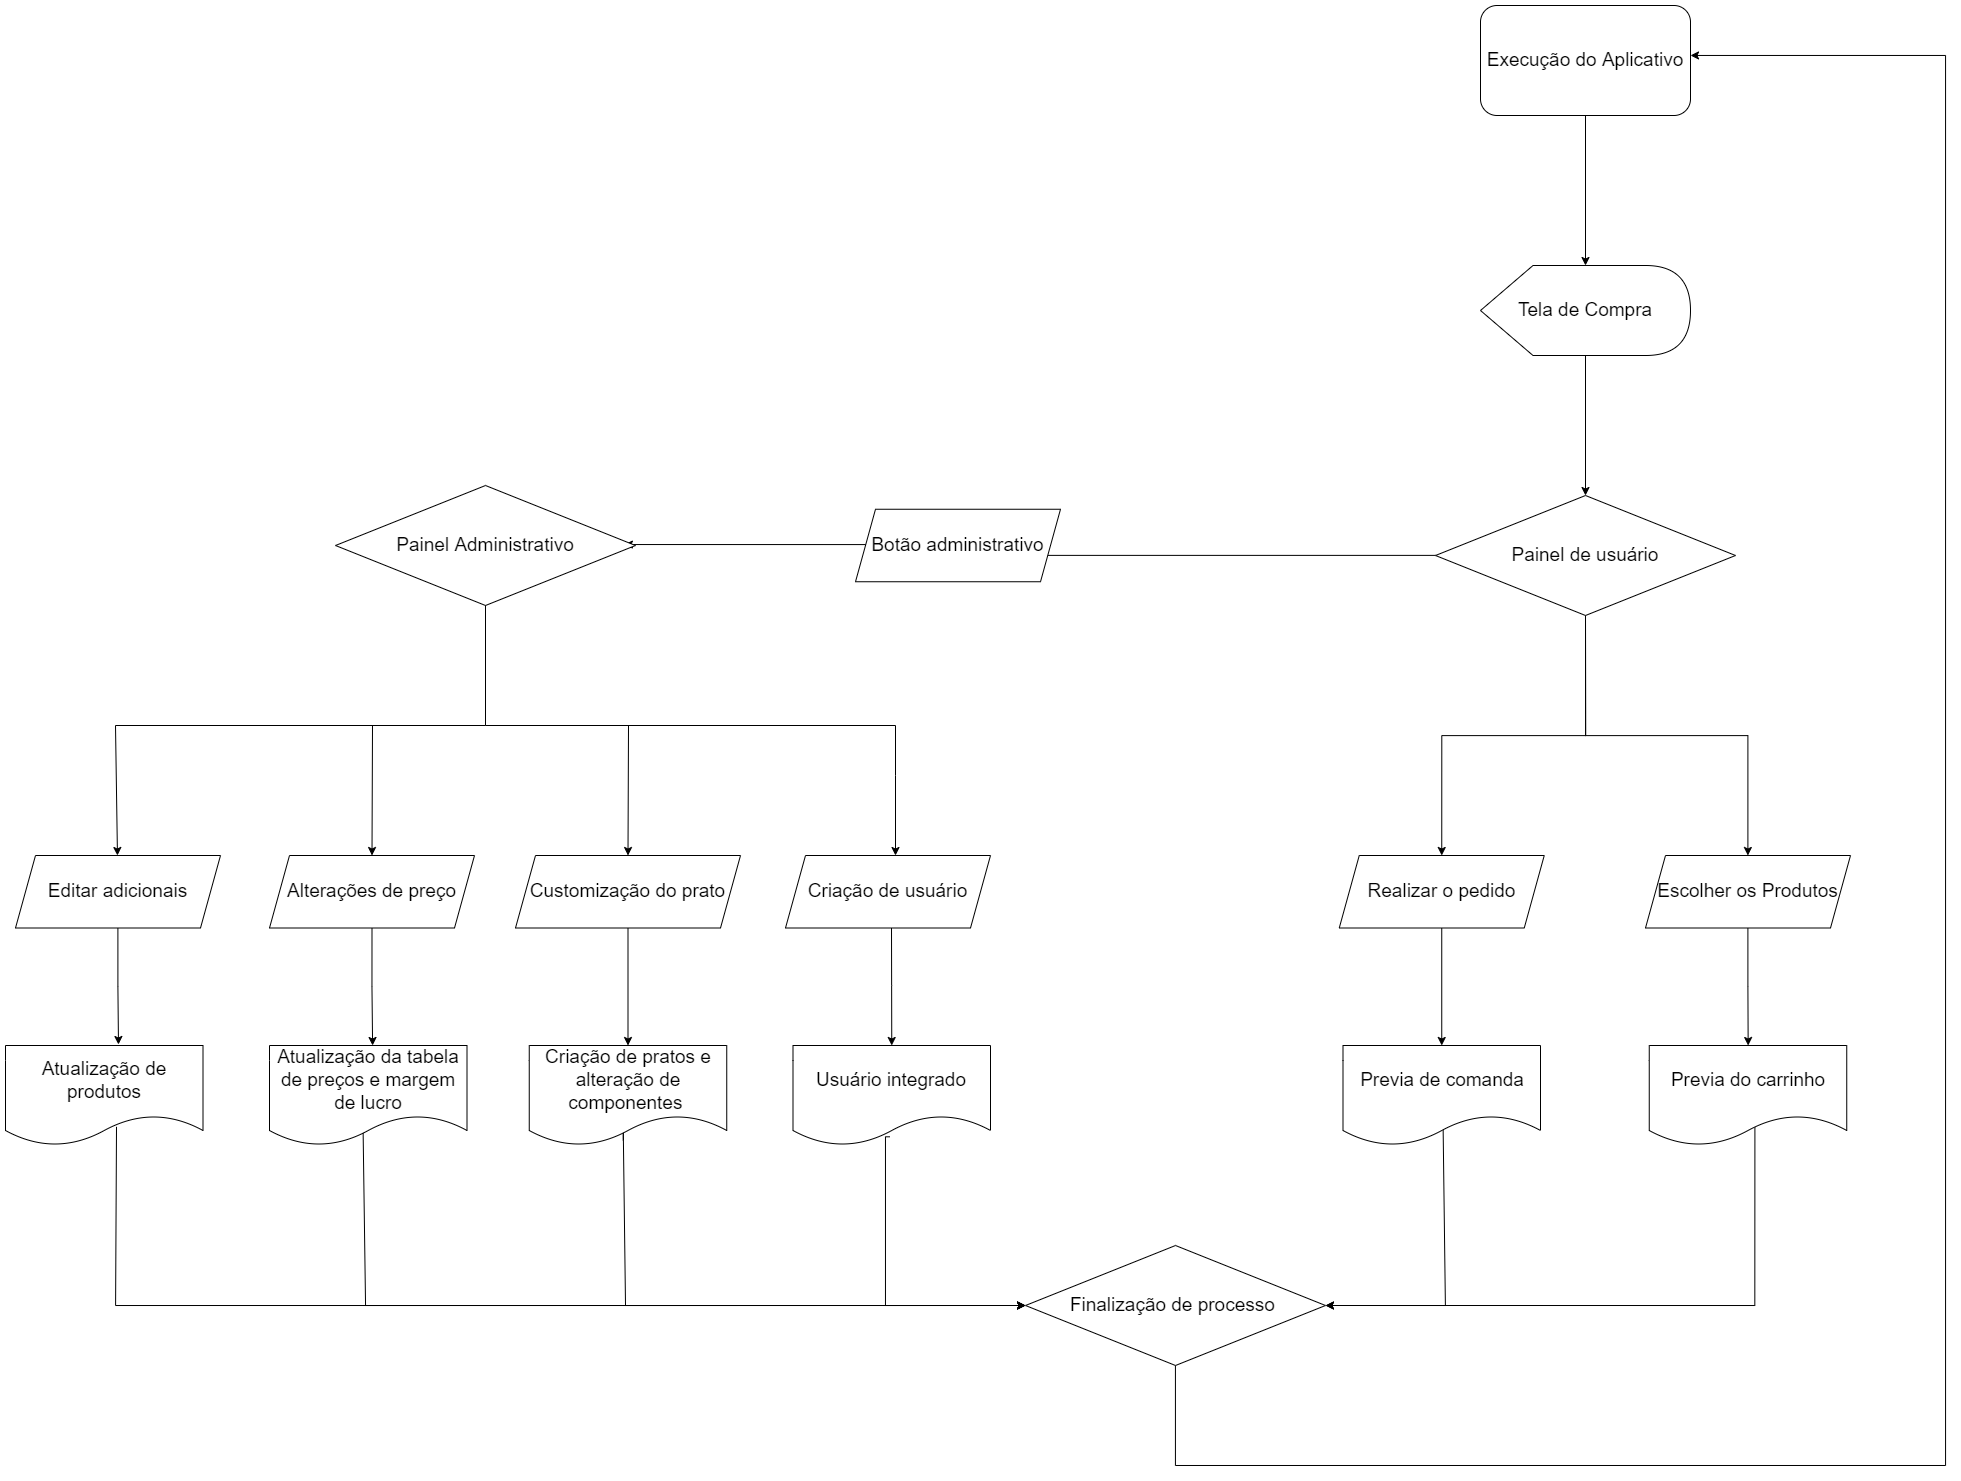 Execução do Aplicativo
Tela de Compra
Painel Administrativo
Botão administrativo
Painel de usuário
Editar adicionais
Alterações de preço
Customização do prato
Criação de usuário
Realizar o pedido
Escolher os Produtos
Atualização de
produtos
Atualização da tabela
de preços e margem
de lucro
Criação de pratos e
alteração de
componentes
Usuário integrado
Previa de comanda
Previa do carrinho
Finalização de processo